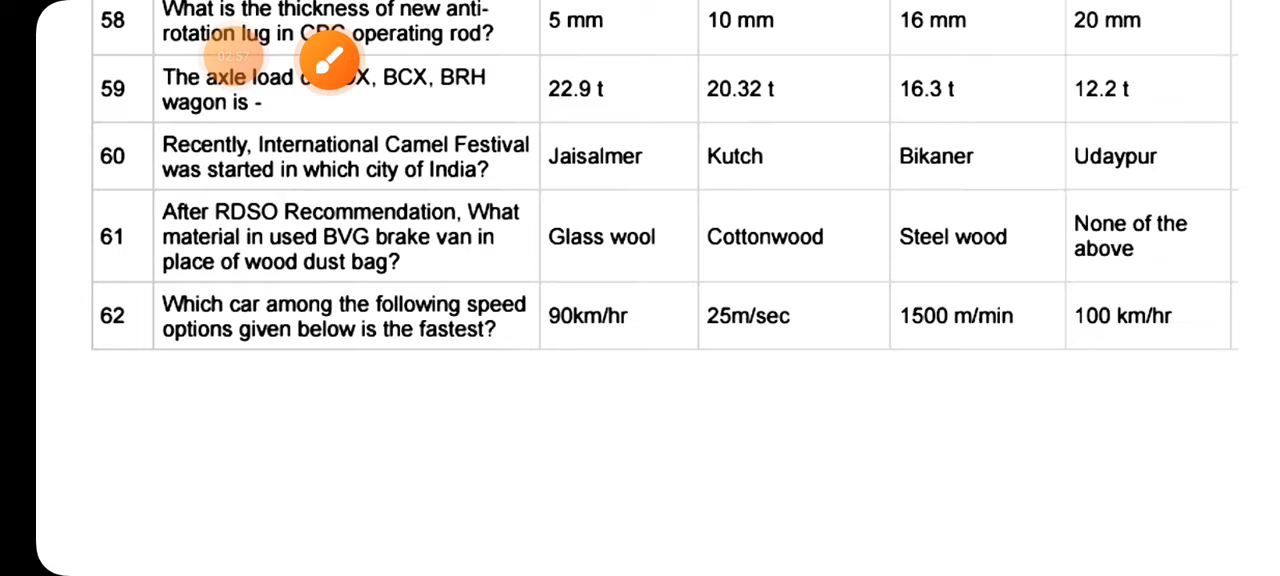 58 What is the thickness of new anti-
rotation lug in operating rod? 5 mm 10 mm 16 mm 20 mm
02:57
59 The axle load BCX, BRH
wagon is - 22.9 t 20.32 t 16.3 t 12.2 t
60 Recently, International Camel Festival
was started in which city of India? Jaisalmer Kutch Bikaner Udaypur
61 After RDSO Recommendation, What
material in used BVG brake van in
place of wood dust bag? Glass wool Cottonwood Steel wood None of the
above
62 Which car among the following speed
options given below is the fastest? 90km/hr 25m/sec 1500 m/min 100 km/hr